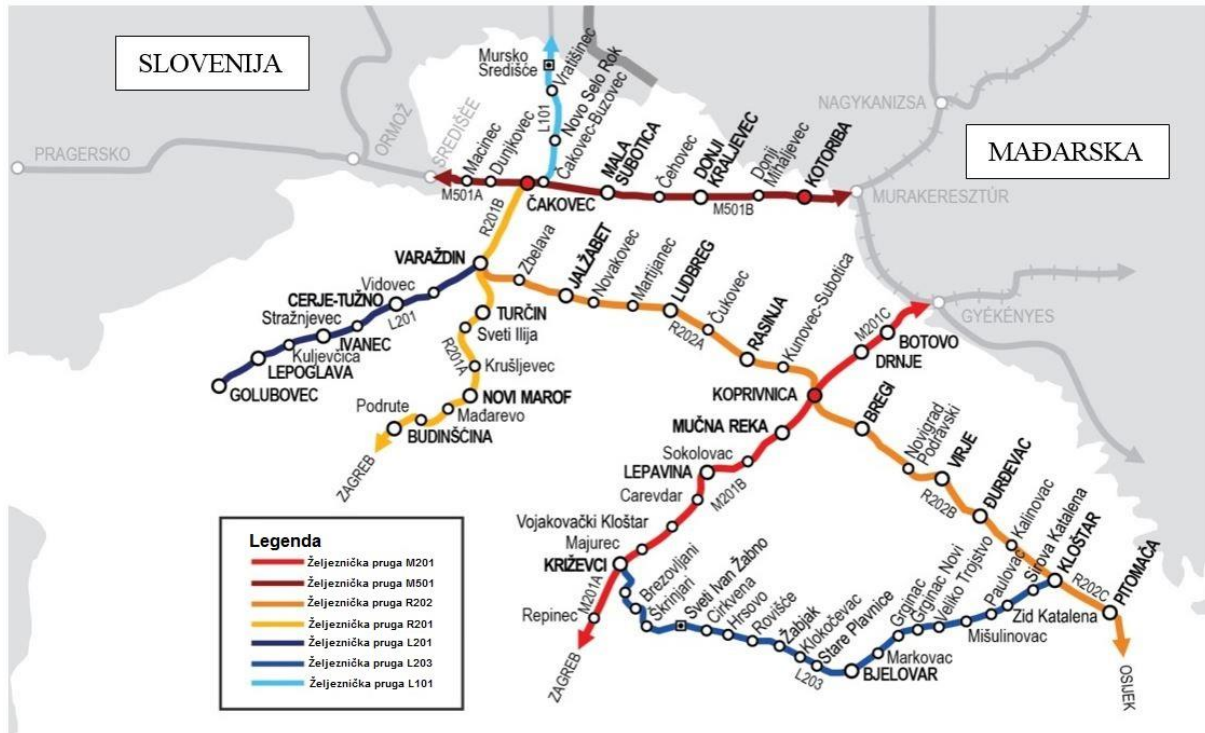 SLOVENIJA
MAĐARSKA
PRAGERSKO
ORMOŽ
SREDIŠĆE
NAGYKANIZSA
MURAKERESZTÚR
GYÉKÉNYES
Mursko
Središće
Vratišinec
Novo Selo Rok
Čakovec-Buzovec
L101
Macinec
Dunjkovec
M501A
ČAKOVEC
MALA
SUBOTICA
Čehovec
DONJI
KRALJEVEC
M501B
Donji
Mihaljevec
KOTORIBA
R201B
VARAŽDIN
Vidovec
CERJE-TUŽNO
L201
Stražnjevec
IVANEC
Kuljevčica
LEPOGLAVA
GOLUBOVEC
TURČIN
Sveti Ilija
R201A
Krušljevec
NOVI MAROF
Mađarevo
Podrute
BUDINŠĆINA
ZAGREB
Zbelava
JALŽABET
Novakovec
Martijanec
LUDBREG
R202A
Čukovec
RASINJA
Kunovec-Subotica
M201C
BOTOVO
DRNJE
KOPRIVNICA
MUČNA REKA
Sokolovac
LEPAVINA
M201B
Carevdar
Vojakovački Kloštar
Majurec
KRIŽEVCI
M201A
Repinec
ZAGREB
BREGI
Novigrad
Podravski
VIRJE
R202B
ĐURĐEVAC
Kalinovac
Sirova Katalena
KLOŠTAR
R202C
PITOMAČA
OSIJEK
Brezovljani
Škrinjari
Sveti Ivan Žabno
Cirkvena
Hrsovo
Rovišće
Žabjak
Klokočevac
Stare Plavnice
L203
BJELOVAR
Markovac
Grginac
Grginac Novi
Veliko Trojstvo
Mišulinovac
Paulovac
Zid Katalena
Legenda
Željeznička pruga M201
Željeznička pruga M501
Željeznička pruga R202
Željeznička pruga R201
Željeznička pruga L201
Željeznička pruga L203
Željeznička pruga L101